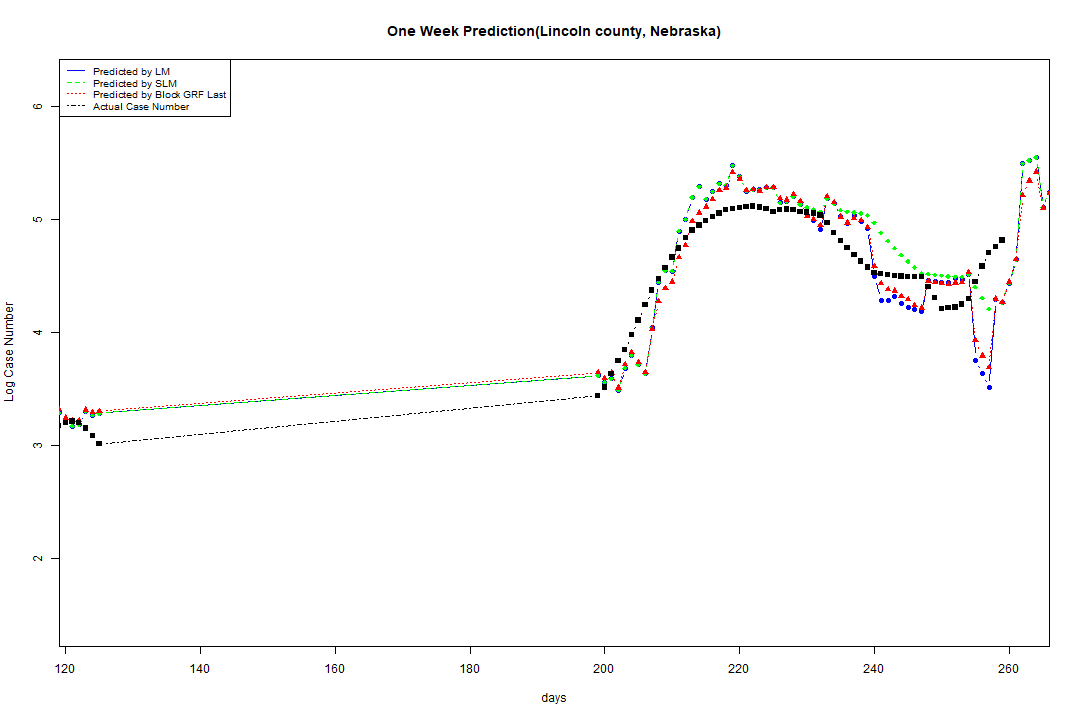 One Week Prediction(Lincoln county, Nebraska)
Predicted by LM
Predicted by SLM
Predicted by Block GRF Last
Actual Case Number
6
5
4
3
2
Log Case Number
120 140 160 180 200 220 240 260
days